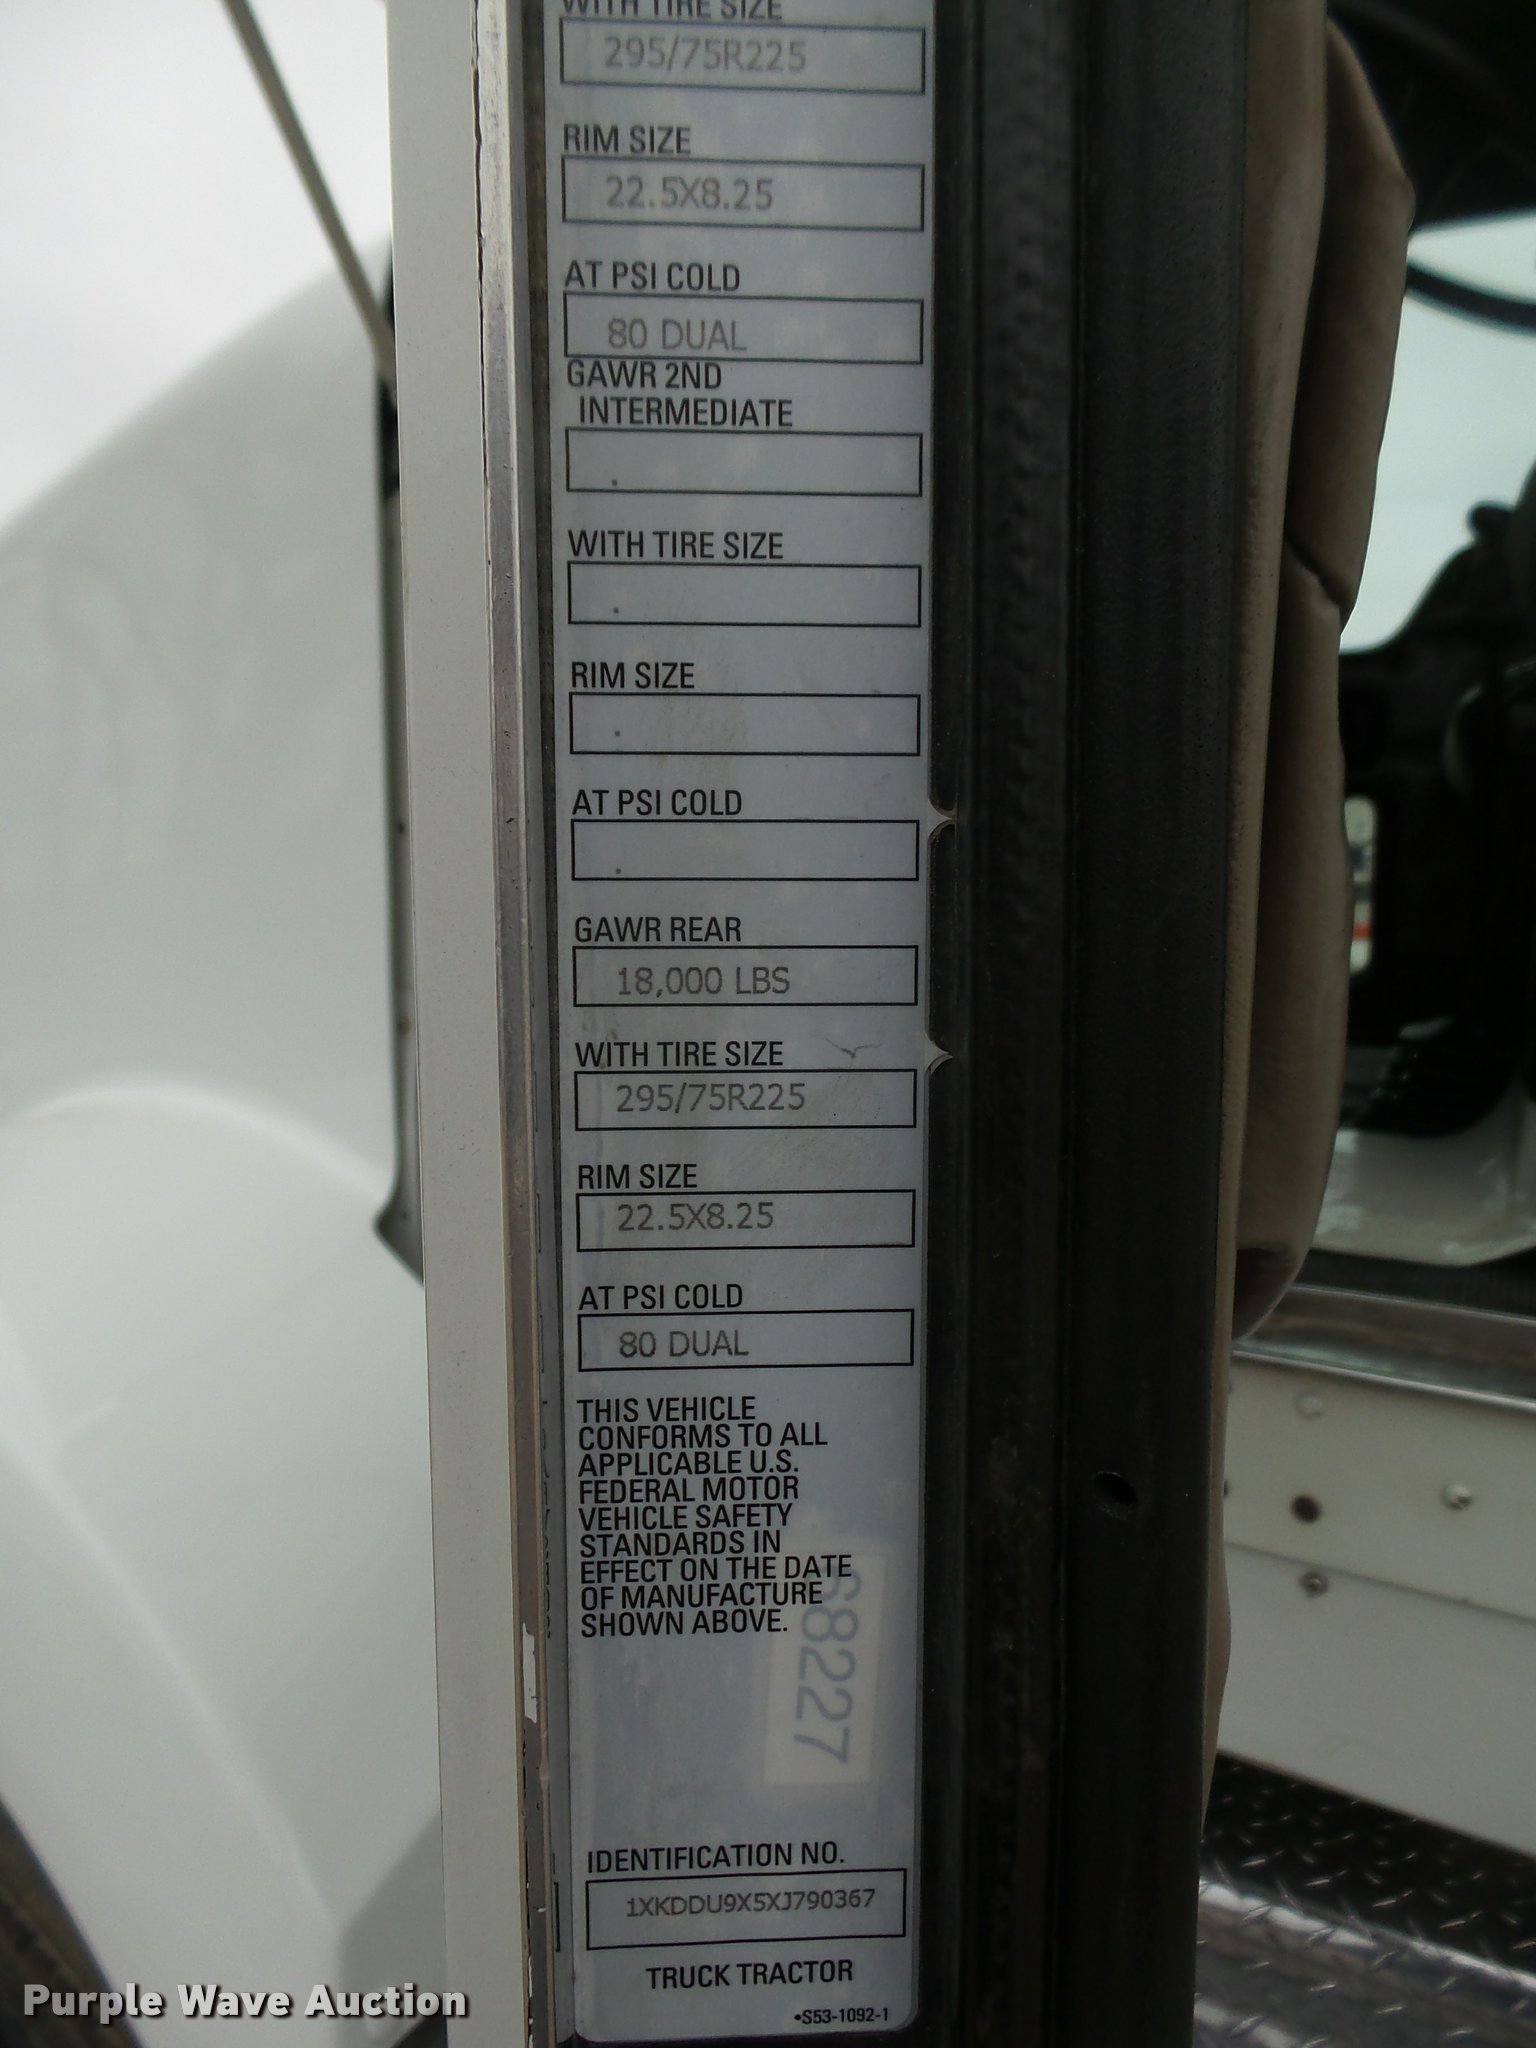 WITH TIRE SIZE
295/75R225
RIM SIZE
22.5X8.25
AT PSI COLD
80 DUAL
GAWR 2ND
INTERMEDIATE
.
WITH TIRE SIZE
.
RIM SIZE
.
AT PSI COLD
.
GAWR REAR
18,000 LBS
WITH TIRE SIZE
295/75R225
RIM SIZE
22.5X8.25
AT PSI COLD
80 DUAL
THIS VEHICLE
CONFORMS TO ALL
APPLICABLE U.S.
FEDERAL MOTOR
VEHICLE SAFETY
STANDARDS IN
EFFECT ON THE DATE
OF MANUFACTURE
SHOWN ABOVE.
68227
IDENTIFICATION NO.
1XKDDU9X5XJ790367
TRUCK TRACTOR
•S53-1092-1
Purple Wave Auction